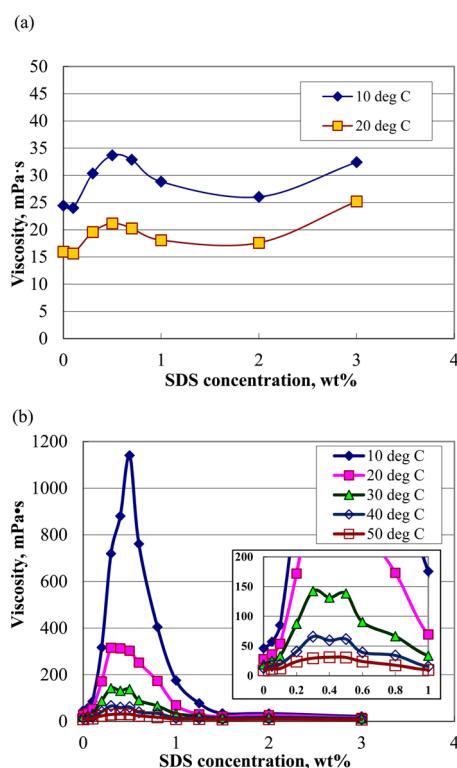 (a)
50
45
40
35
30
25
20
15
10
5
0
Viscosity, mPa·s
10 deg C
20 deg C
0 1 2 3 4
SDS concentration, wt%
(b)
1200
1000
800
600
400
200
0
Viscosity, mPa•s
10 deg C
20 deg C
30 deg C
40 deg C
50 deg C
200
150
100
50
0
0 0.2 0.4 0.6 0.8 1
0 1 2 3 4
SDS concentration, wt%